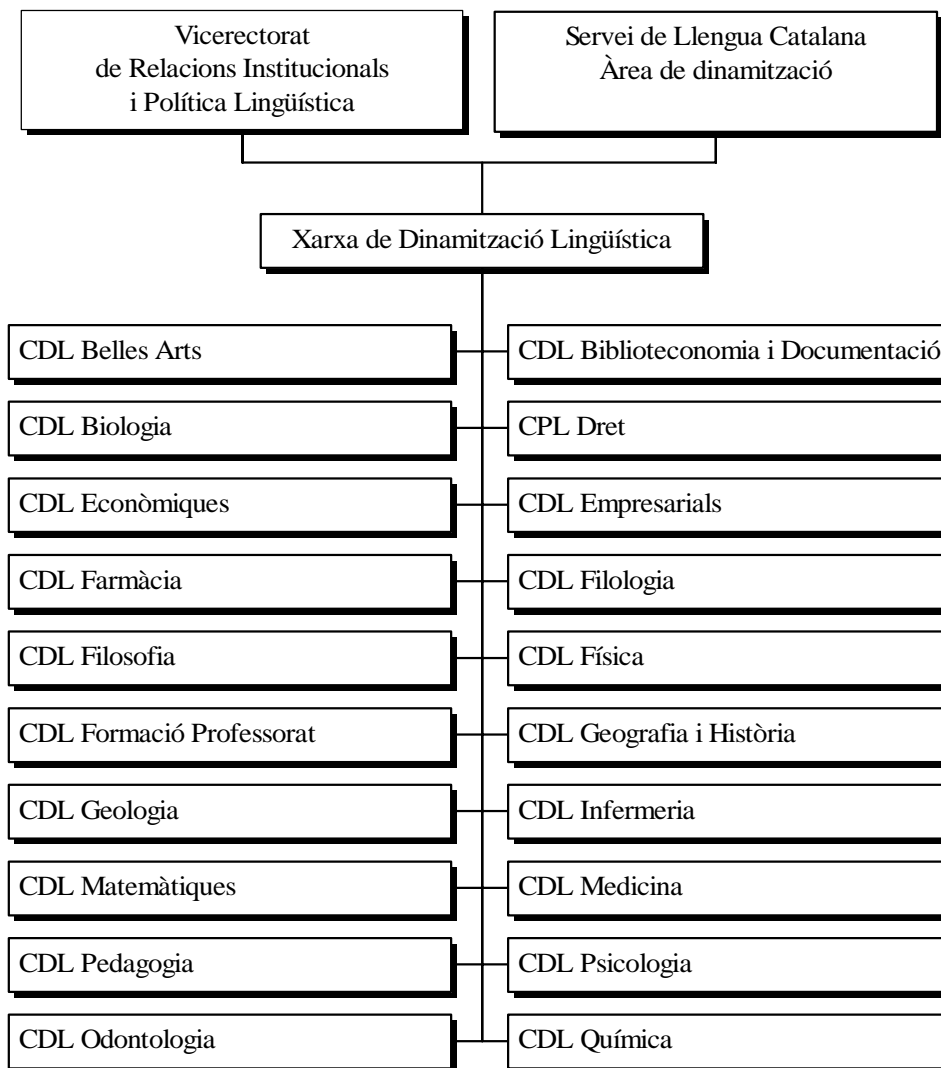 Vicerectorat
de Relacions Institucionals
i Política Lingüística
Servei de Llengua Catalana
Àrea de dinamització
Xarxa de Dinamització Lingüística
CDL Belles Arts
CDL Biblioteconomia i Documentació
CDL Biologia
CPL Dret
CDL Econòmiques
CDL Empresarials
CDL Farmàcia
CDL Filologia
CDL Filosofia
CDL Física
CDL Formació Professorat
CDL Geografia i Història
CDL Geologia
CDL Infermeria
CDL Matemàtiques
CDL Medicina
CDL Pedagogia
CDL Psicologia
CDL Odontologia
CDL Química